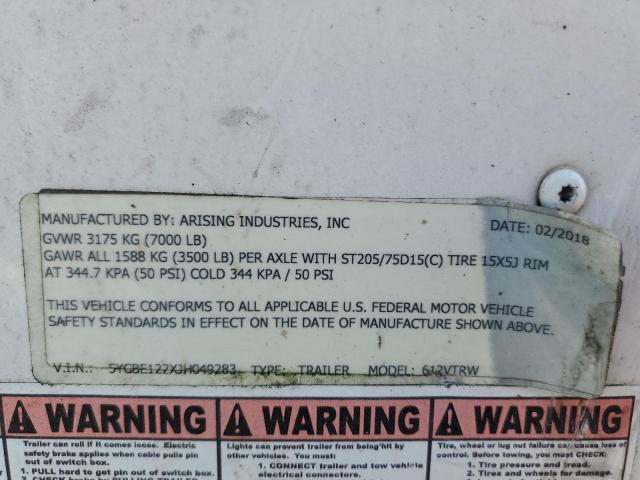 MANUFACTURED BY: ARISING INDUSTRIES, INC DATE: 02/2018
GVWR 3175 KG (7000 LB)
GAWR ALL 1588 KG (3500 LB) PER AXLE WITH ST205/75D15(C) TIRE 15X5J RIM
AT 344.7 KPA (50 PSI) COLD 344 KPA / 50 PSI
THIS VEHICLE CONFORMS TO ALL APPLICABLE U.S. FEDERAL MOTOR VEHICLE
SAFETY STANDARDS IN EFFECT ON THE DATE OF MANUFACTURE SHOWN ABOVE.
V.I.N.: 5YCBE122XJH049283 TYPE: TRAILER MODEL: 612VTRW
WARNING
Trailer can roll if it comes loose. Electric
safety brake applies when cable pulls pin
out of switch box.
1. PULL hard to get pin out of switch box.
WARNING
Lights can prevent trailer from being hit by
other vehicles. You must:
1. CONNECT trailer and tow vehicle
electrical connectors.
WARNING
Tire, wheel or lug nut failure can cause loss
of control. Before towing, you must CHECK:
1. Tires pressure and tread.
2. Tires and wheels for damage.